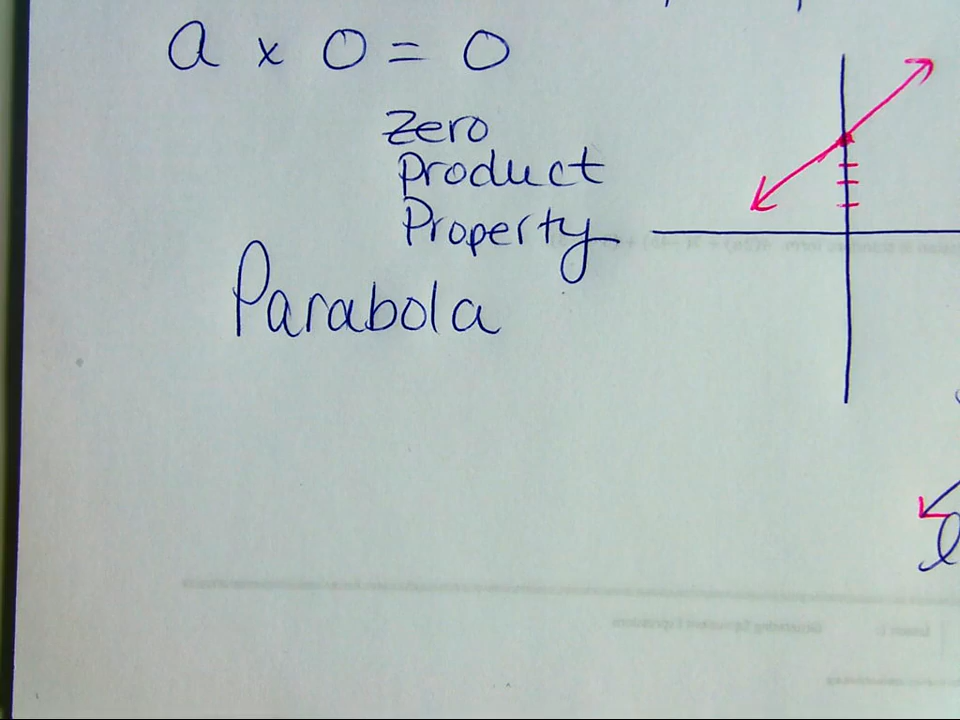 a x 0 = 0
Zero
Product
Property
Parabola